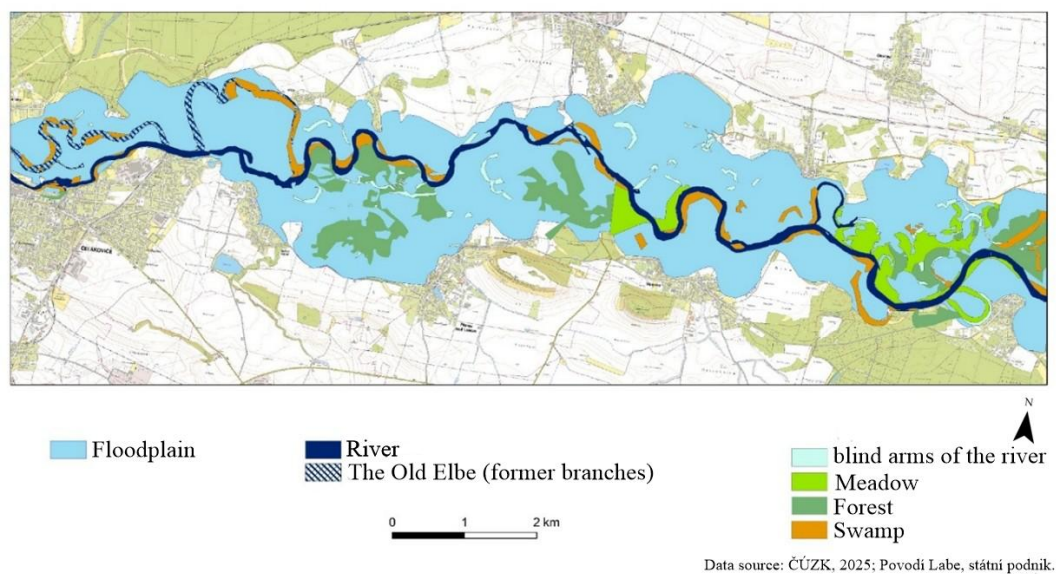 ČELÁKOVICE
N
Floodplain
River
The Old Elbe (former branches)
blind arms of the river
Meadow
Forest
Swamp
0 1 2 km
Data source: ČÚZK, 2025; Povodí Labe, státní podnik.